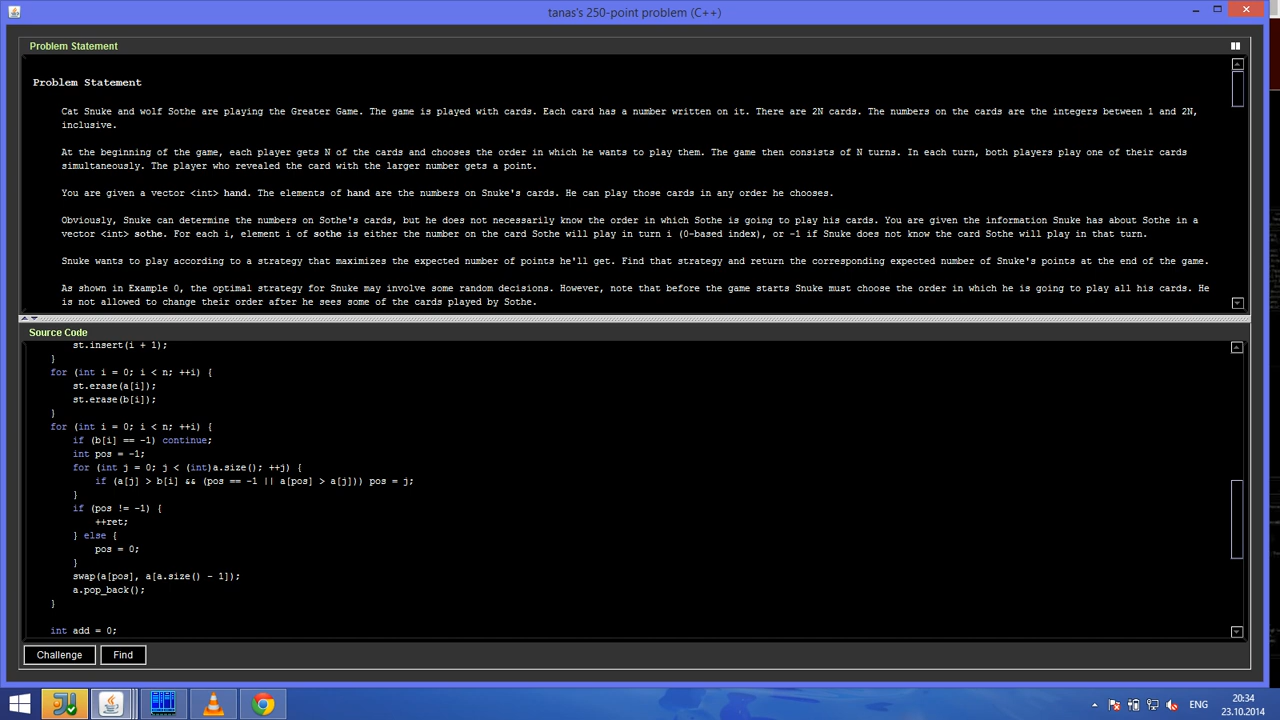 tanas's 250-point problem (C++)
Problem Statement
Problem Statement
Cat Snuke and wolf Sothe are playing the Greater Game. The game is played with cards. Each card has a number written on it. There are 2N cards. The numbers on the cards are the integers between 1 and 2N,
inclusive.
At the beginning of the game, each player gets N of the cards and chooses the order in which he wants to play them. The game then consists of N turns. In each turn, both players play one of their cards
simultaneously. The player who revealed the card with the larger number gets a point.
You are given a vector <int> hand. The elements of hand are the numbers on Snuke's cards. He can play those cards in any order he chooses.
Obviously, Snuke can determine the numbers on Sothe's cards, but he does not necessarily know the order in which Sothe is going to play his cards. You are given the information Snuke has about Sothe in a
vector <int> sothe. For each i, element i of sothe is either the number on the card Sothe will play in turn i (0-based index), or -1 if Snuke does not know the card Sothe will play in that turn.
Snuke wants to play according to a strategy that maximizes the expected number of points he'll get. Find that strategy and return the corresponding expected number of Snuke's points at the end of the game.
As shown in Example 0, the optimal strategy for Snuke may involve some random decisions. However, note that before the game starts Snuke must choose the order in which he is going to play all his cards. He
is not allowed to change their order after he sees some of the cards played by Sothe.
Source Code
st.insert(i + 1);
}
for (int i = 0; i < n; ++i) {
st.erase(a[i]);
st.erase(b[i]);
}
for (int i = 0; i < n; ++i) {
if (b[i] == -1) continue;
int pos = -1;
for (int j = 0; j < (int)a.size(); ++j) {
if (a[j] > b[i] && (pos == -1 || a[pos] > a[j])) pos = j;
}
if (pos != -1) {
++ret;
} else {
pos = 0;
}
swap(a[pos], a[a.size() - 1]);
a.pop_back();
}
int add = 0;
Challenge
Find
ENG
20:34
23.10.2014